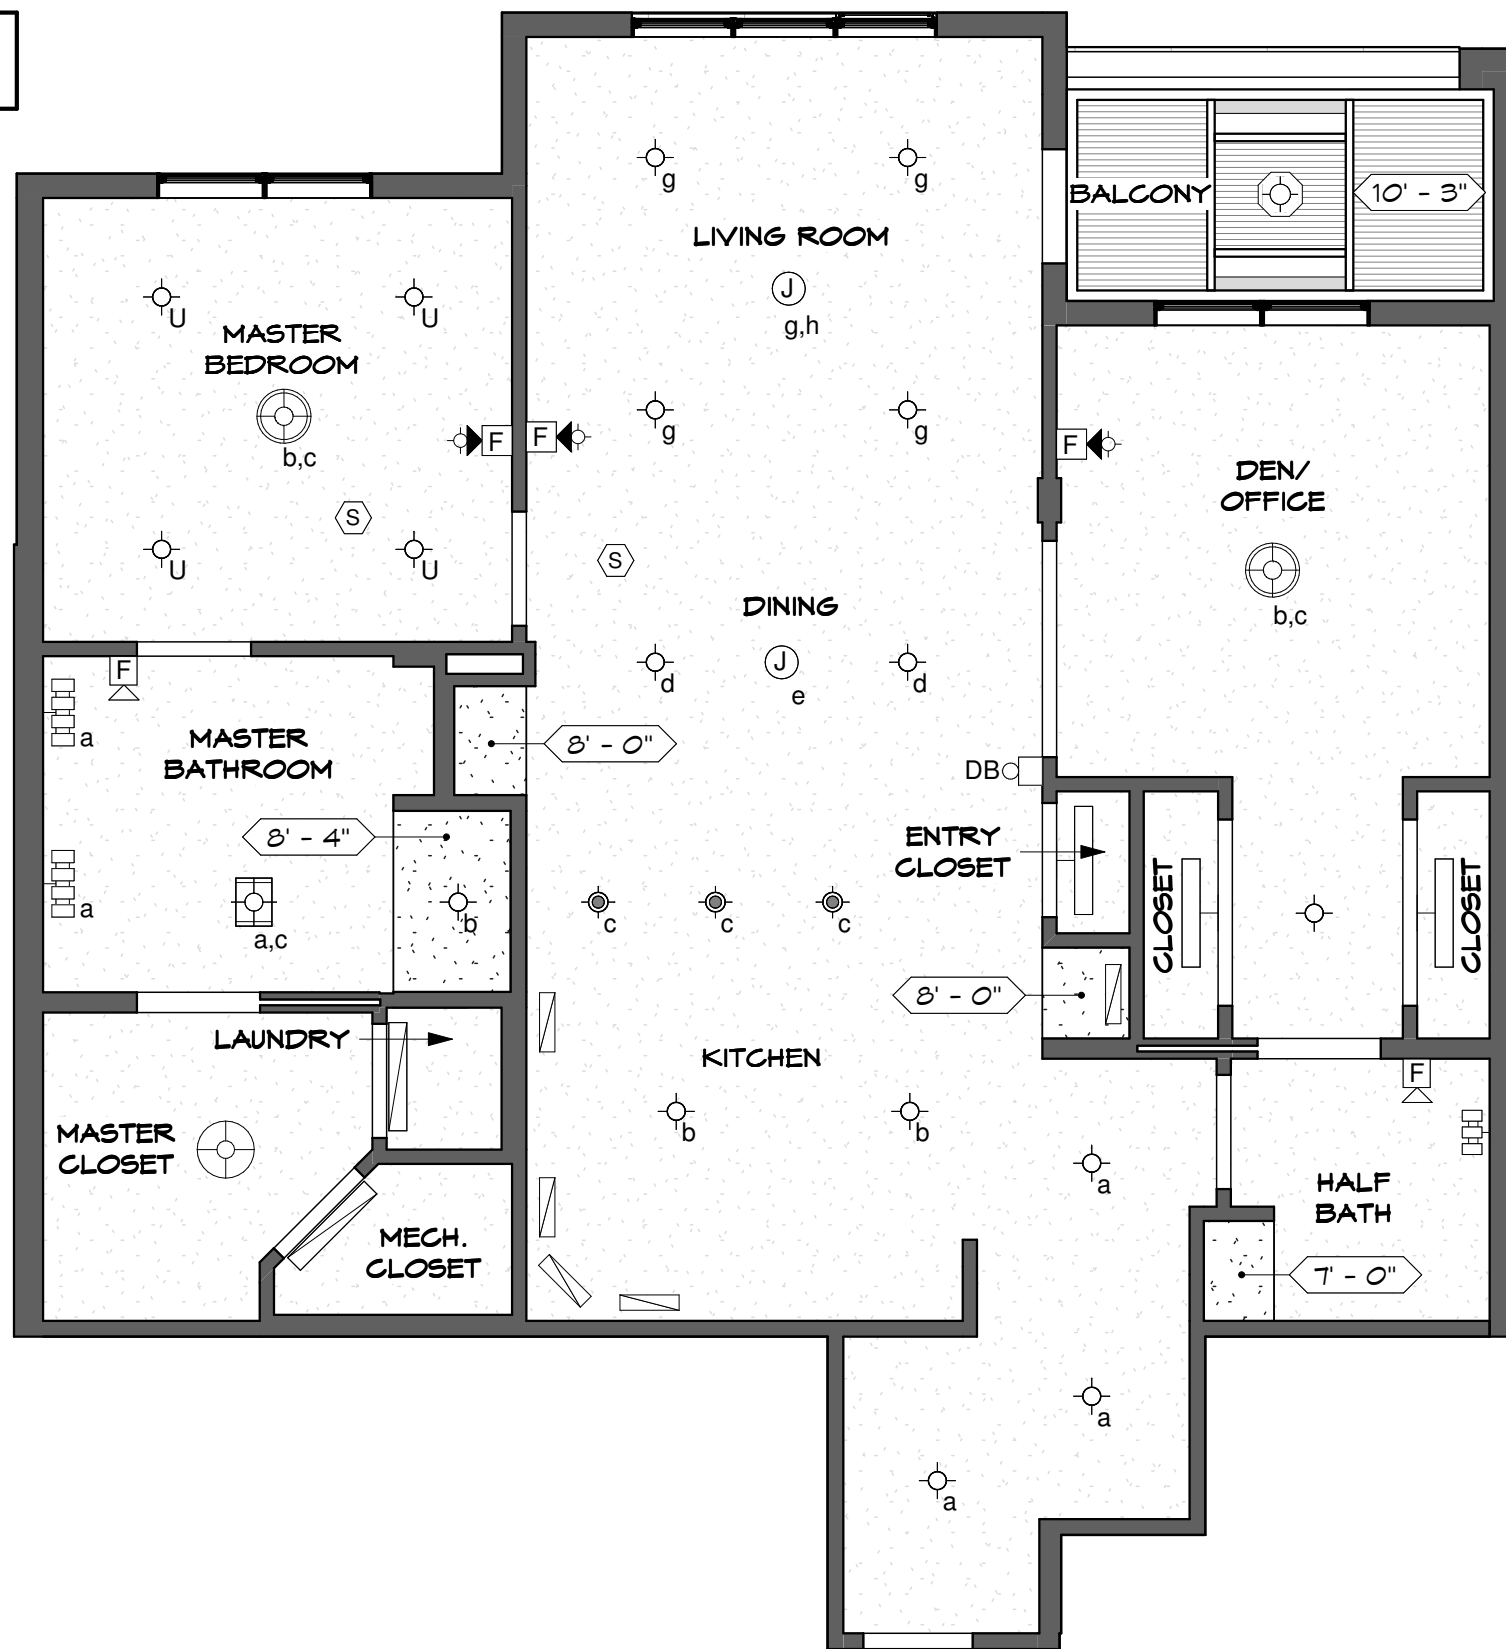 g
g
BALCONY
10' - 3"
LIVING ROOM
J
g,h
U
U
MASTER
BEDROOM
b,c
g
g
F
F
F
DEN/
OFFICE
S
S
U
U
b,c
DINING
F
d
J
e
d
a
MASTER
BATHROOM
8' - 0"
DB
8' - 4"
ENTRY
CLOSET
CLOSET
CLOSET
a
a,c
b
c
c
c
8' - 0"
LAUNDRY
KITCHEN
F
MASTER
CLOSET
b
b
a
HALF
BATH
MECH.
CLOSET
7' - 0"
a
a